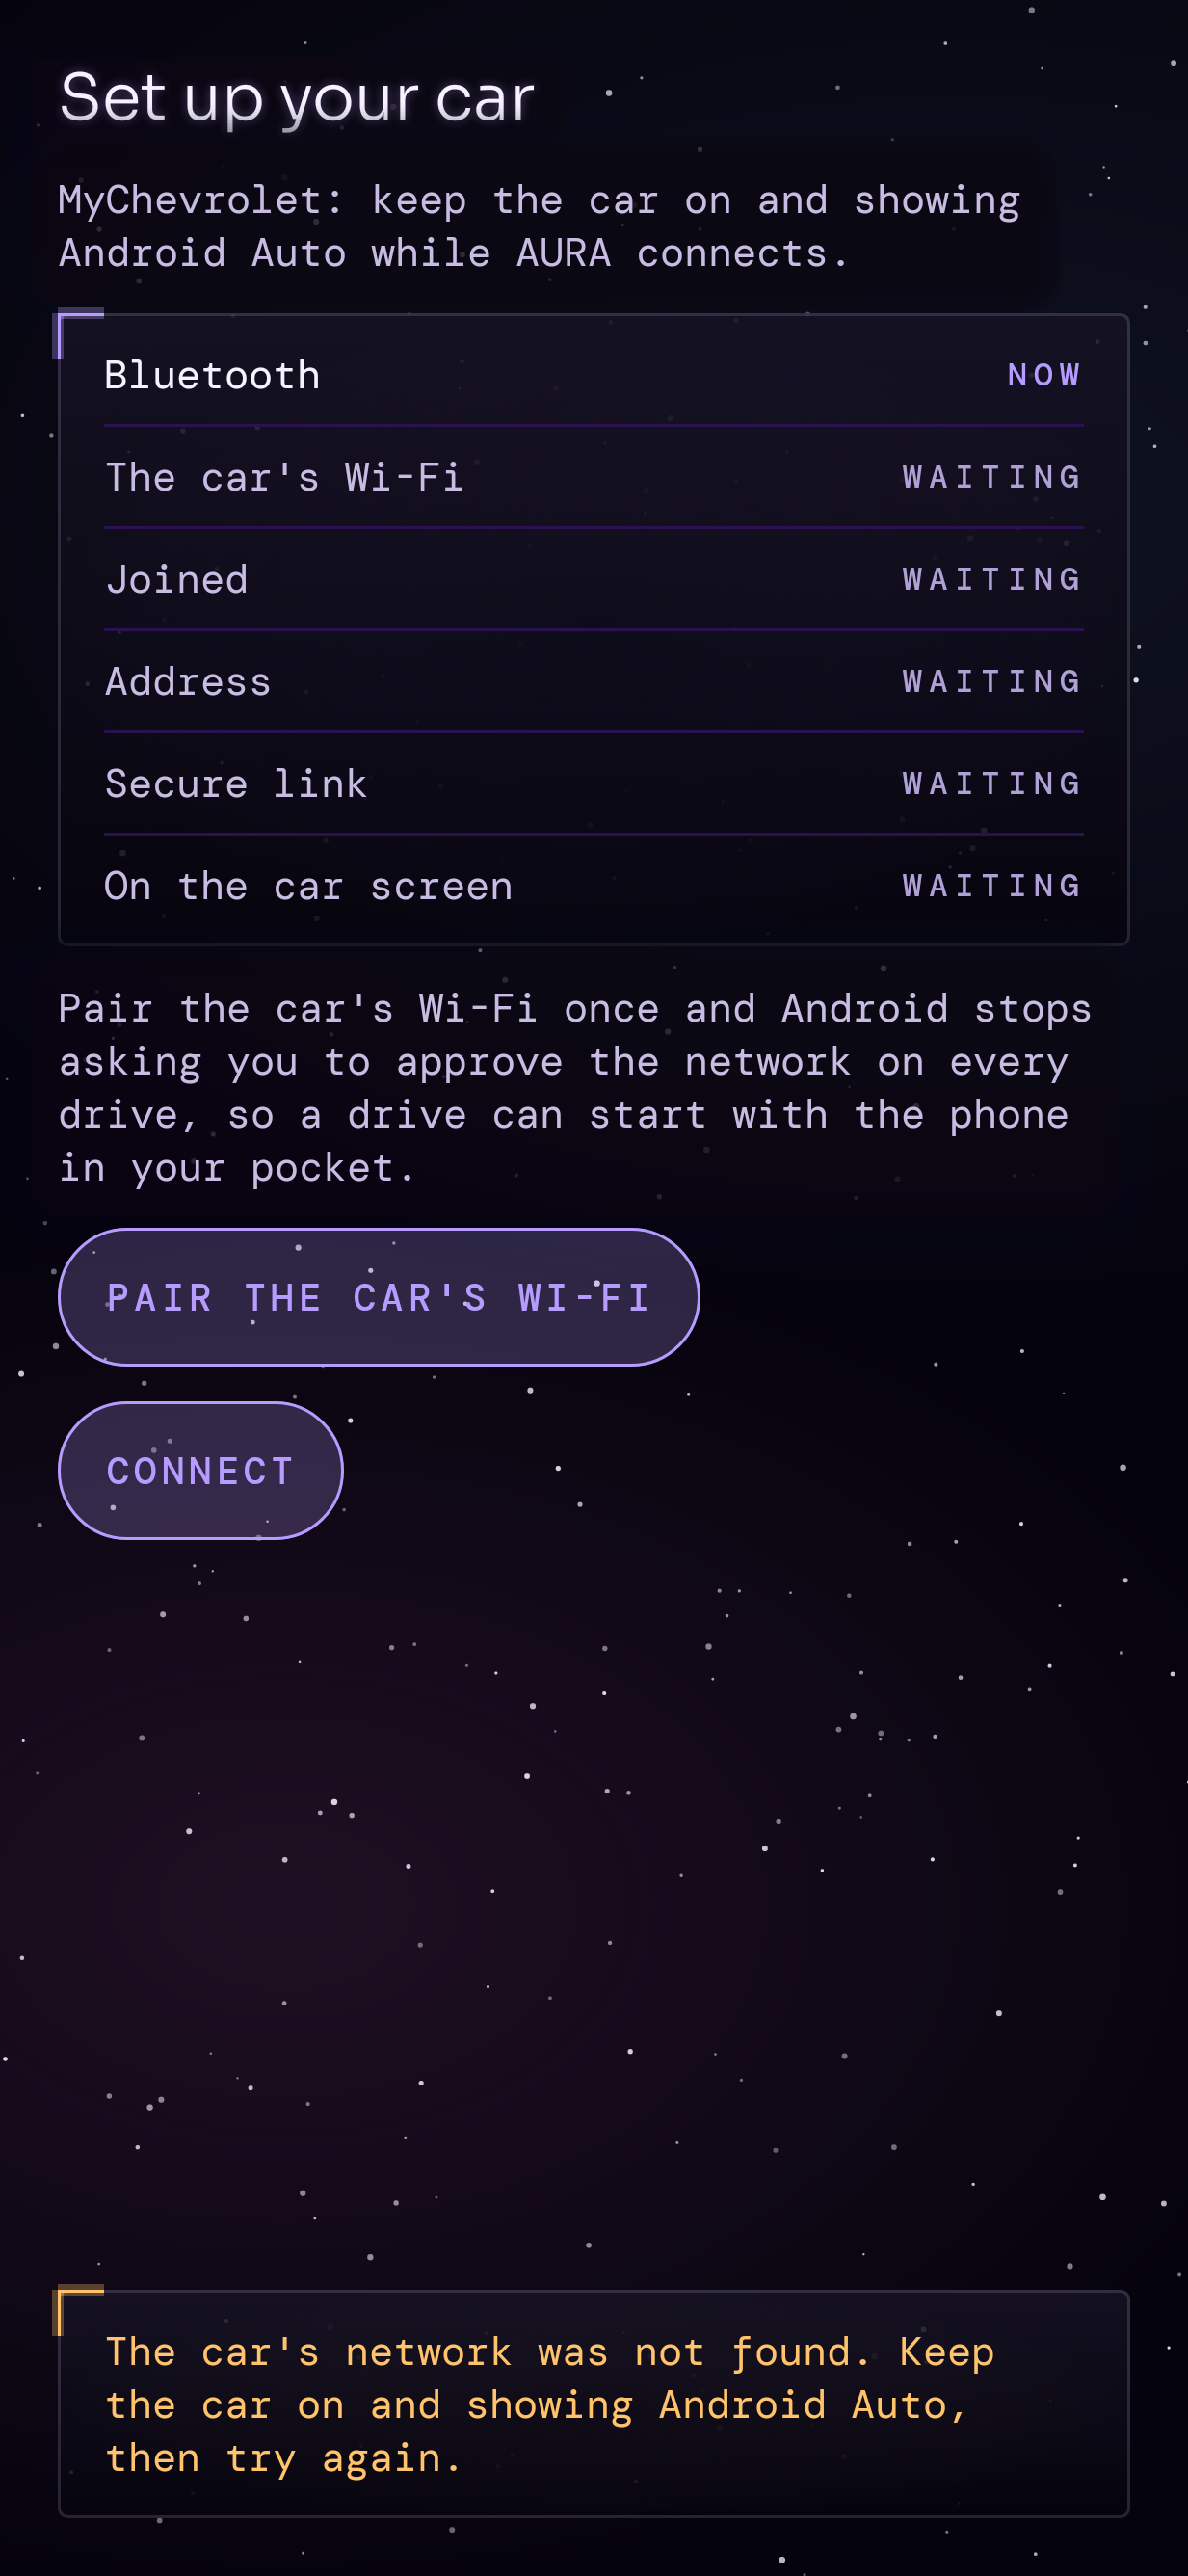 Set up your car
MyChevrolet: keep the car on and showing
Android Auto while AURA connects.
Bluetooth NOW
The car's Wi-Fi WAITING
Joined WAITING
Address WAITING
Secure link WAITING
On the car screen WAITING
Pair the car's Wi-Fi once and Android stops
asking you to approve the network on every
drive, so a drive can start with the phone
in your pocket.
PAIR THE CAR'S WI-FI
CONNECT
The car's network was not found. Keep
the car on and showing Android Auto,
then try again.